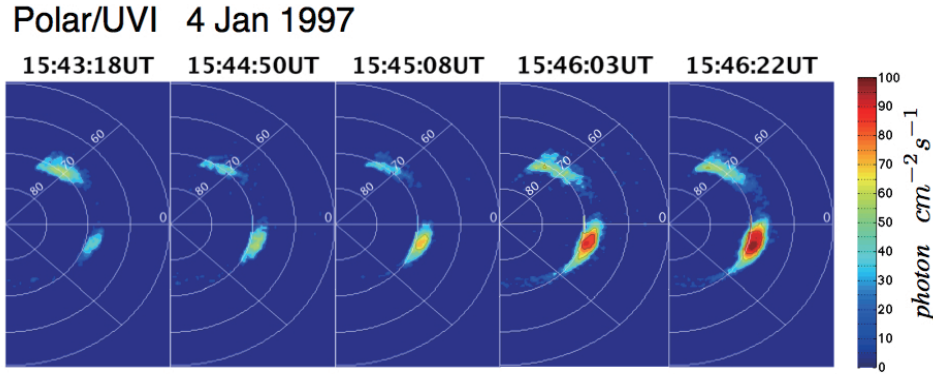 Polar/UVI 4 Jan 1997
15:43:18UT 15:44:50UT 15:45:08UT 15:46:03UT 15:46:22UT
60 60 60 60 60
70 70 70 70 70
80 80 80 80 80
0 0 0 0 0
100
90
80
70
60
50
40
30
20
10
0
photon cm⁻² s⁻¹